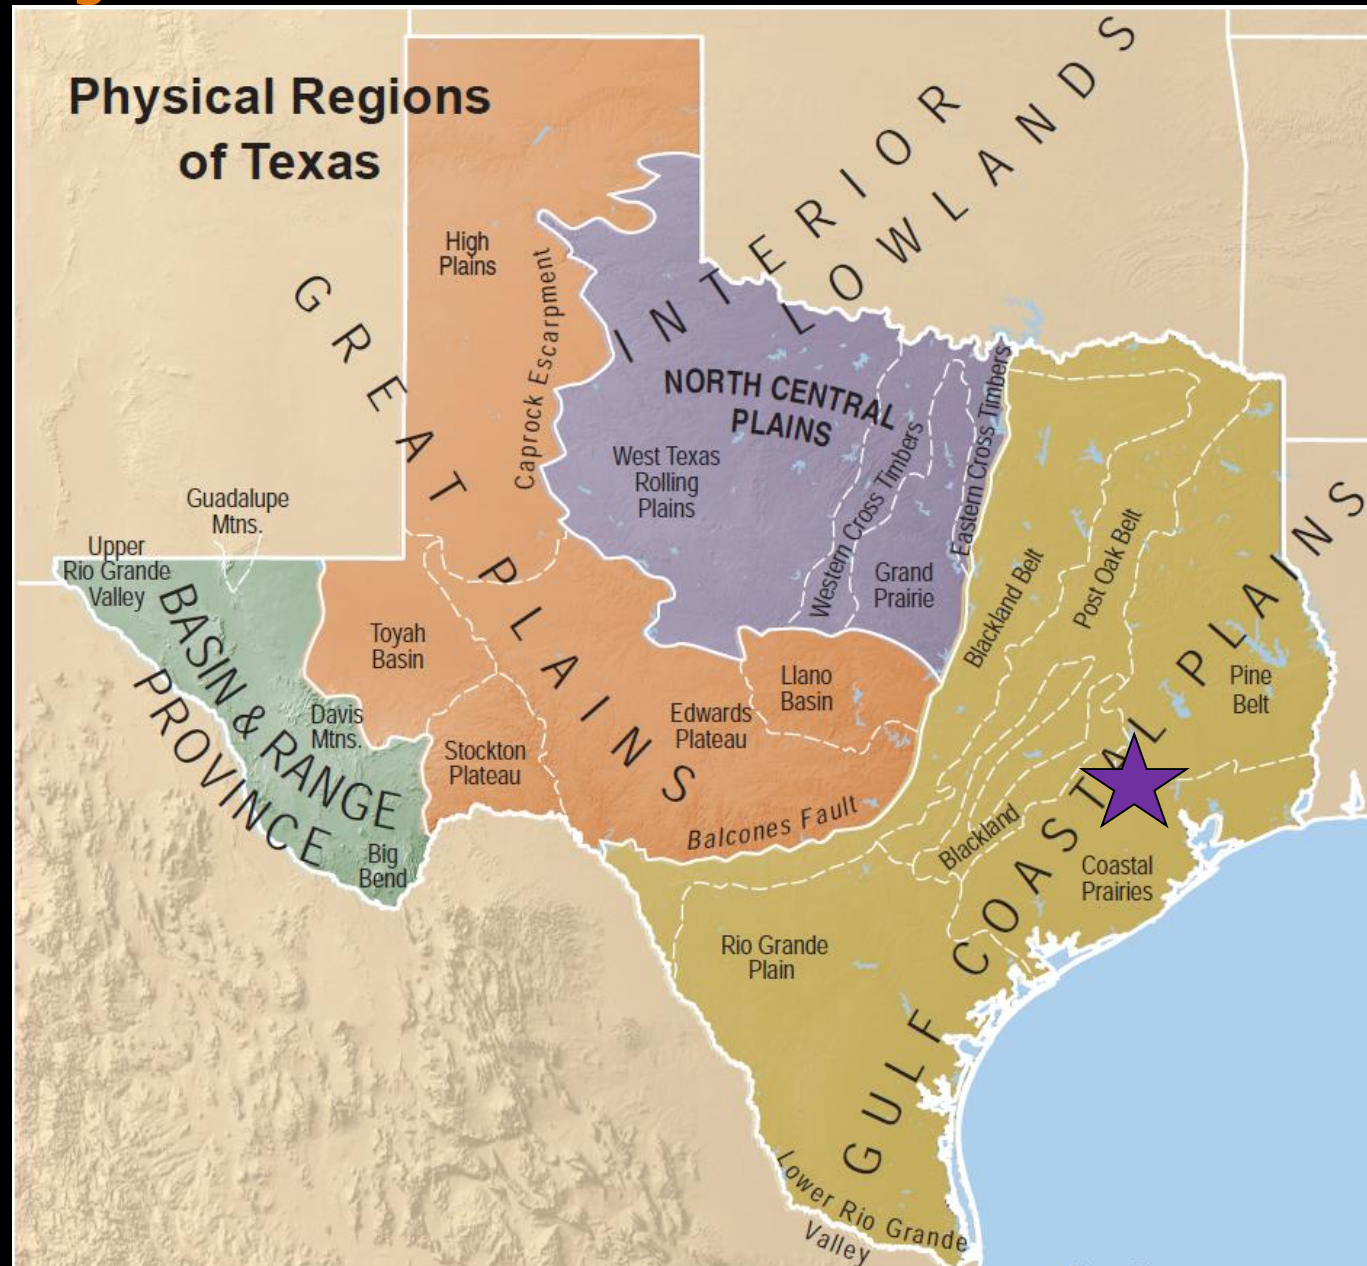 Physical Regions
of Texas
INTERIOR
LOWLANDS
GREAT PLAINS
High
Plains
Caprock Escarpment
NORTH CENTRAL
PLAINS
West Texas
Rolling
Plains
Western Cross Timbers
Eastern Cross Timbers
Grand
Prairie
Guadalupe
Mtns.
Upper
Rio Grande
Valley
BASIN & RANGE
PROVINCE
Toyah
Basin
Davis
Mtns.
Stockton
Plateau
Big
Bend
Edwards
Plateau
Llano
Basin
Balcones Fault
Blackland Belt
Post Oak Belt
Pine
Belt
GULF COASTAL PLAINS
Blackland
Coastal
Prairies
Rio Grande
Plain
Lower Rio Grande
Valley